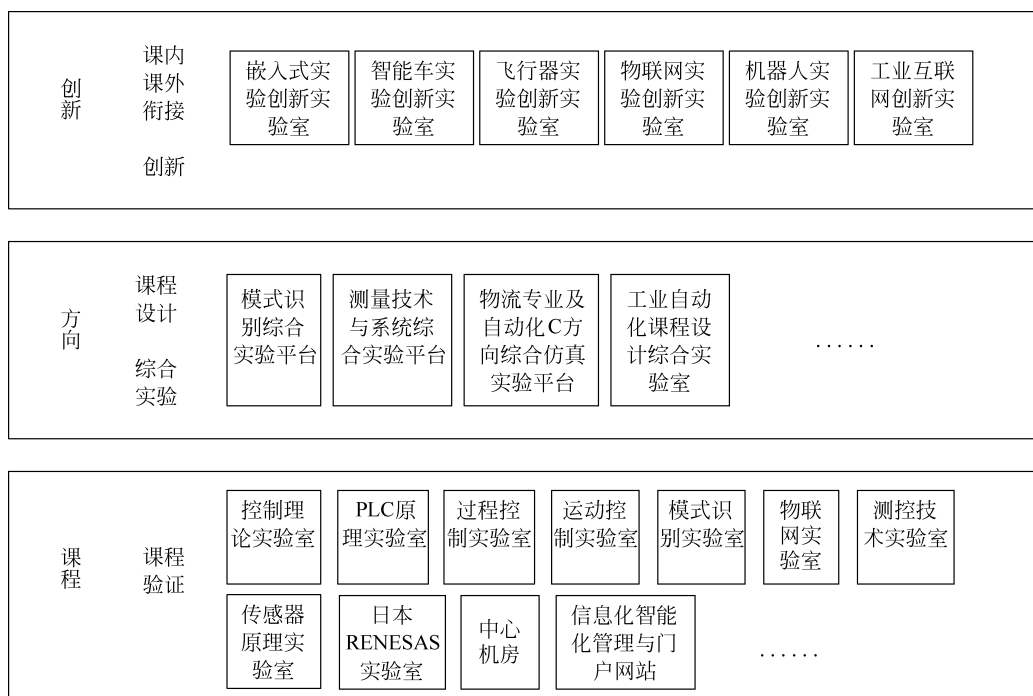 创
新
课内
课外
衔接
创新
嵌入式实
验创新实
验室
智能车实
验创新实
验室
飞行器实
验创新实
验室
物联网实
验创新实
验室
机器人实
验创新实
验室
工业互联
网创新实
验室
方
向
课程
设计
综合
实验
模式识
别综合
实验平台
测量技术
与系统综
合实验平台
物流专业及
自动化C方
向综合仿真
实验平台
工业自动
化课程设
计综合实
验室
......
课
程
课程
验证
控制理
论实验室
PLC原
理实验室
过程控
制实验室
运动控
制实验室
模式识
别实验室
物联
网实
验室
测控技
术实验室
传感器
原理实
验室
日本
RENESAS
实验室
中心
机房
信息化智能
化管理与门
户网站
......